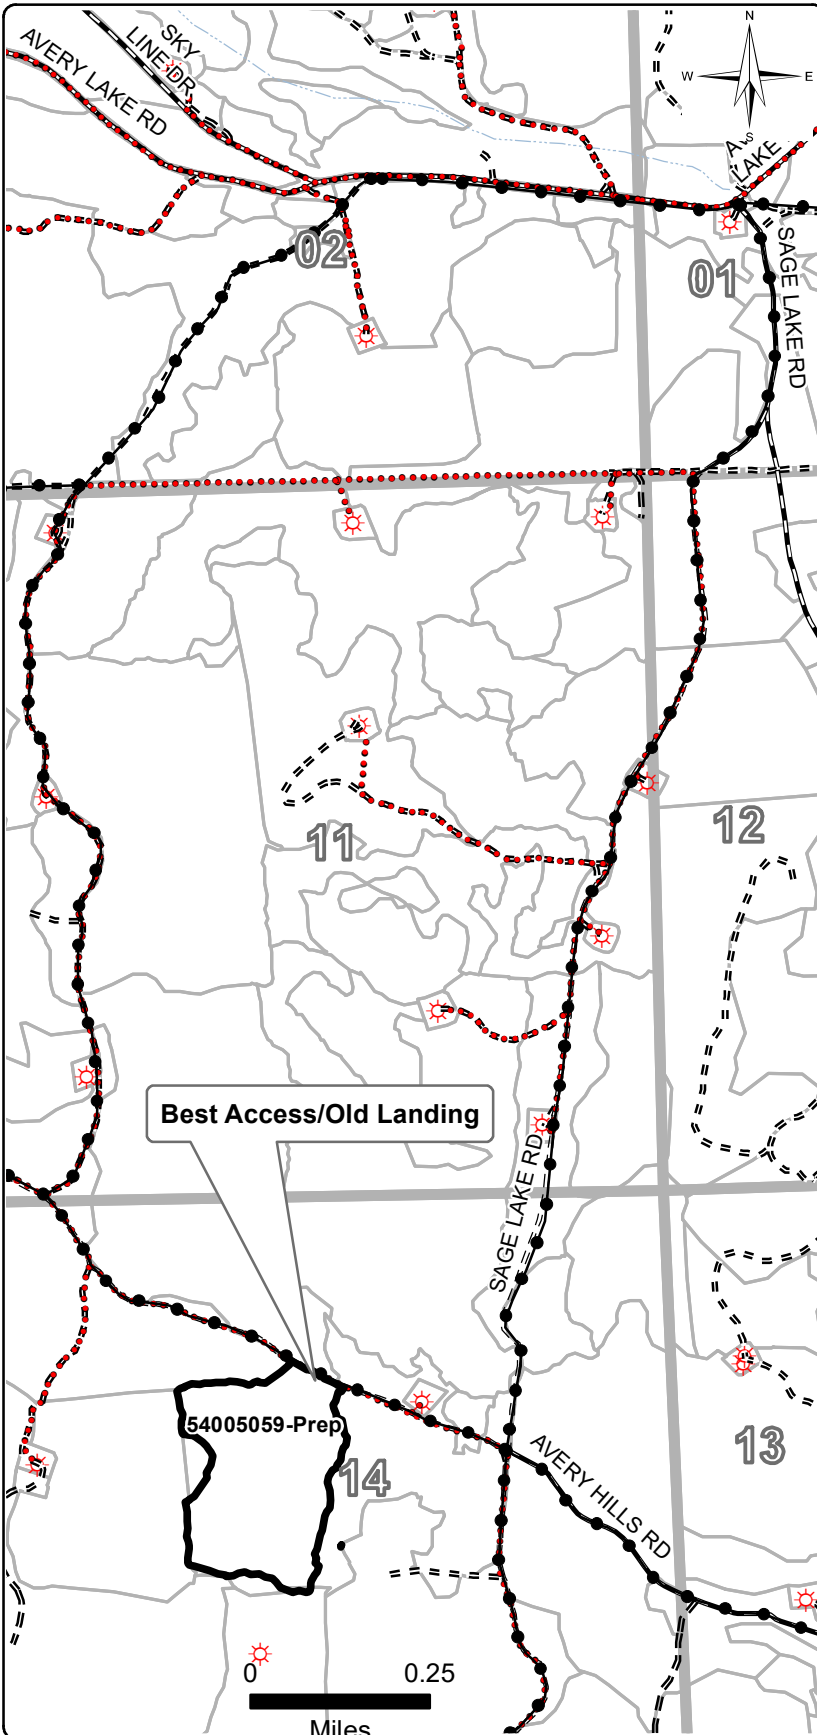 N
W
E
S
SKY
LINE DR
AVERY LAKE RD
LAKE
02
01
SAGE LAKE RD
11
12
Best Access/Old Landing
SAGE LAKE RD
54005059-Prep
14
13
AVERY HILLS RD
0
0.25
Miles